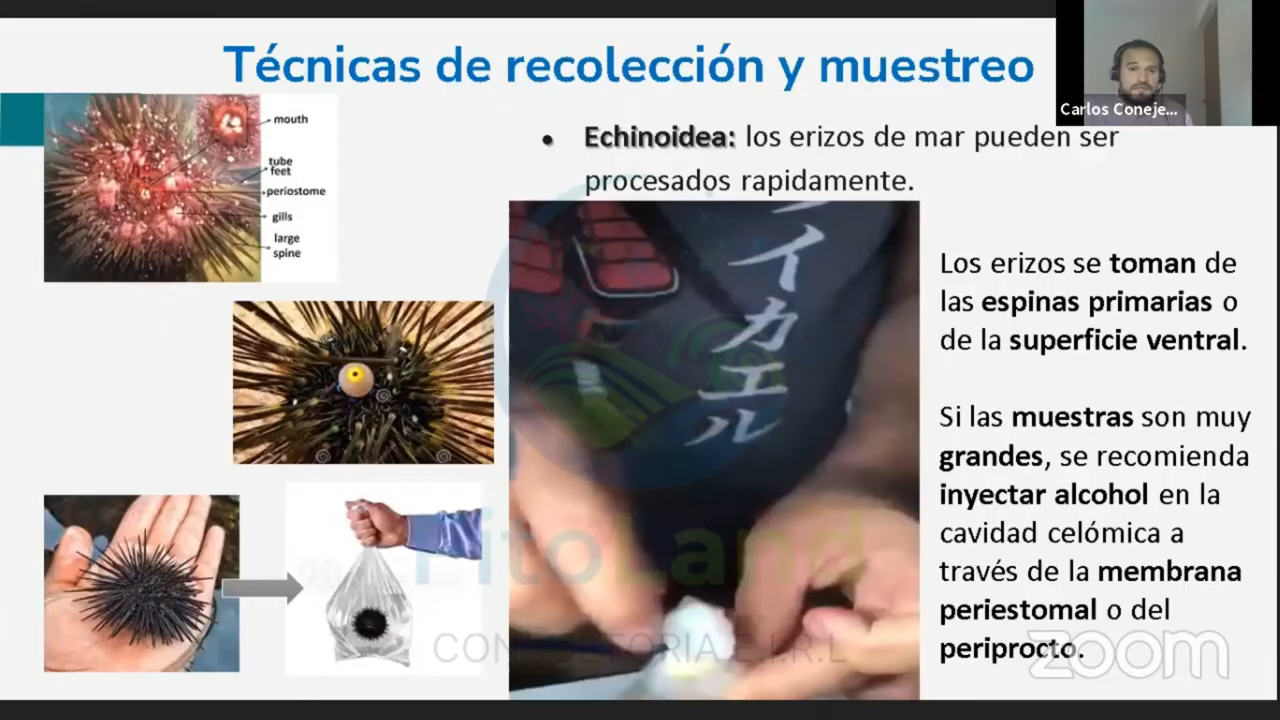 Técnicas de recolección y muestreo
Carlos Coneje...
mouth
tube
feet
periostome
gills
large
spine
• Echinoidea: los erizos de mar pueden ser
procesados rapidamente.
イカエル
Los erizos se toman de
las espinas primarias o
de la superficie ventral.
Si las muestras son muy
grandes, se recomienda
inyectar alcohol en la
cavidad celómica a
través de la membrana
periestomal o del
periprocto.
FitoLand
CONSULTORIA E.I.R.L
zoom